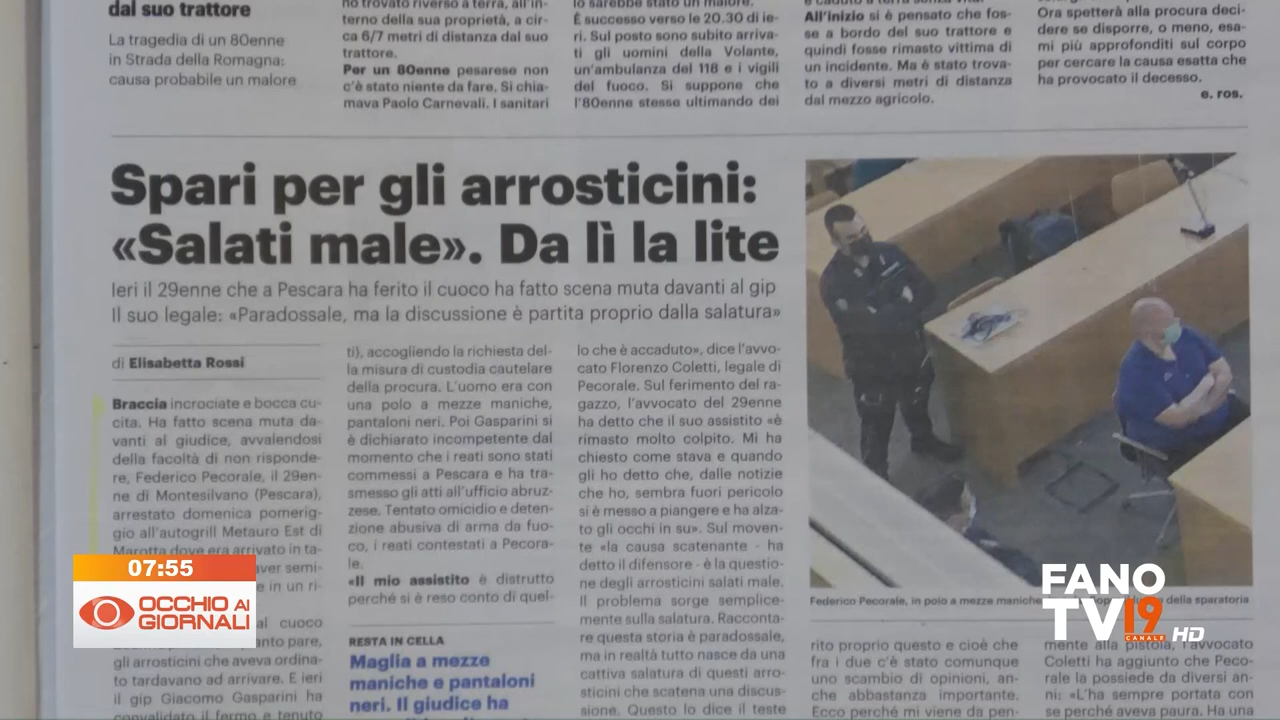 dal suo trattore
La tragedia di un 80enne
in Strada della Romagna:
causa probabile un malore
no trovato riverso a terra, all'in-
terno della sua proprietà, a cir-
ca 6/7 metri di distanza dal suo
trattore.
Per un 80enne pesarese non
c'è stato niente da fare. Si chia-
mava Paolo Carnevali. I sanitari
lo sarebbe stato un malore.
È successo verso le 20.30 di ie-
ri. Sul posto sono subito arriva-
ti gli uomini della Volante,
un'ambulanza del 118 e i vigili
del fuoco. Si suppone che
l'80enne stesse ultimando dei
All'inizio si è pensato che fos-
se a bordo del suo trattore e
quindi fosse rimasto vittima di
un incidente. Ma è stato trova-
to a diversi metri di distanza
dal mezzo agricolo.
Ora spetterà alla procura deci-
dere se disporre, o meno, esa-
mi più approfonditi sul corpo
per cercare la causa esatta che
ha provocato il decesso.
e. ros.
Spari per gli arrosticini:
«Salati male». Da lì la lite
Ieri il 29enne che a Pescara ha ferito il cuoco ha fatto scena muta davanti al gip
Il suo legale: «Paradossale, ma la discussione è partita proprio dalla salatura»
di Elisabetta Rossi
Braccia incrociate e bocca cu-
cita. Ha fatto scena muta da-
vanti al giudice, avvalendosi
della facoltà di non risponde-
re, Federico Pecorale, il 29en-
ne di Montesilvano (Pescara),
arrestato domenica pomerig-
gio all'autogrill Metauro Est di
Marotta dove era arrivato in ta-
aver semi-
e in un ri-
al cuoco
anto pare,
gli arrosticini che aveva ordina-
to tardavano ad arrivare. E ieri
il gip Giacomo Gasparini ha
convalidato il fermo e tenuto
ti), accogliendo la richiesta del-
la misura di custodia cautelare
della procura. L'uomo era con
una polo a mezze maniche,
pantaloni neri. Poi Gasparini si
è dichiarato incompetente dal
momento che i reati sono stati
commessi a Pescara e ha tra-
smesso gli atti all'ufficio abruz-
zese. Tentato omicidio e deten-
zione abusiva di arma da fuo-
co, i reati contestati a Pecora-
le.
«Il mio assistito è distrutto
perché si è reso conto di quel-
RESTA IN CELLA
Maglia a mezze
maniche e pantaloni
neri. Il giudice ha
lo che è accaduto», dice l'avvo-
cato Florenzo Coletti, legale di
Pecorale. Sul ferimento del ra-
gazzo, l'avvocato del 29enne
ha detto che il suo assistito «è
rimasto molto colpito. Mi ha
chiesto come stava e quando
gli ho detto che, dalle notizie
che ho, sembra fuori pericolo
si è messo a piangere e ha alza-
to gli occhi in su». Sul moven-
te «la causa scatenante - ha
detto il difensore - è la questio-
ne degli arrosticini salati male.
Il problema sorge semplice-
mente sulla salatura. Racconta-
re questa storia è paradossale,
ma in realtà tutto nasce da una
cattiva salatura di questi arro-
sticini che scatena una discus-
sione. Questo lo dice il teste
Federico Pecorale, in polo a mezze maniche della sparatoria
rito proprio questo e cioè che
fra i due c'è stato comunque
uno scambio di opinioni, an-
che abbastanza importante.
Ecco perché mi viene da pen-
mente alla pistola, l'avvocato
Coletti ha aggiunto che Peco-
rale la possiede da diversi an-
ni: «L'ha sempre portata con
se perché aveva paura. Ha una
07:55
OCCHIO AI
GIORNALI
FANO
TV19
CANALE
HD